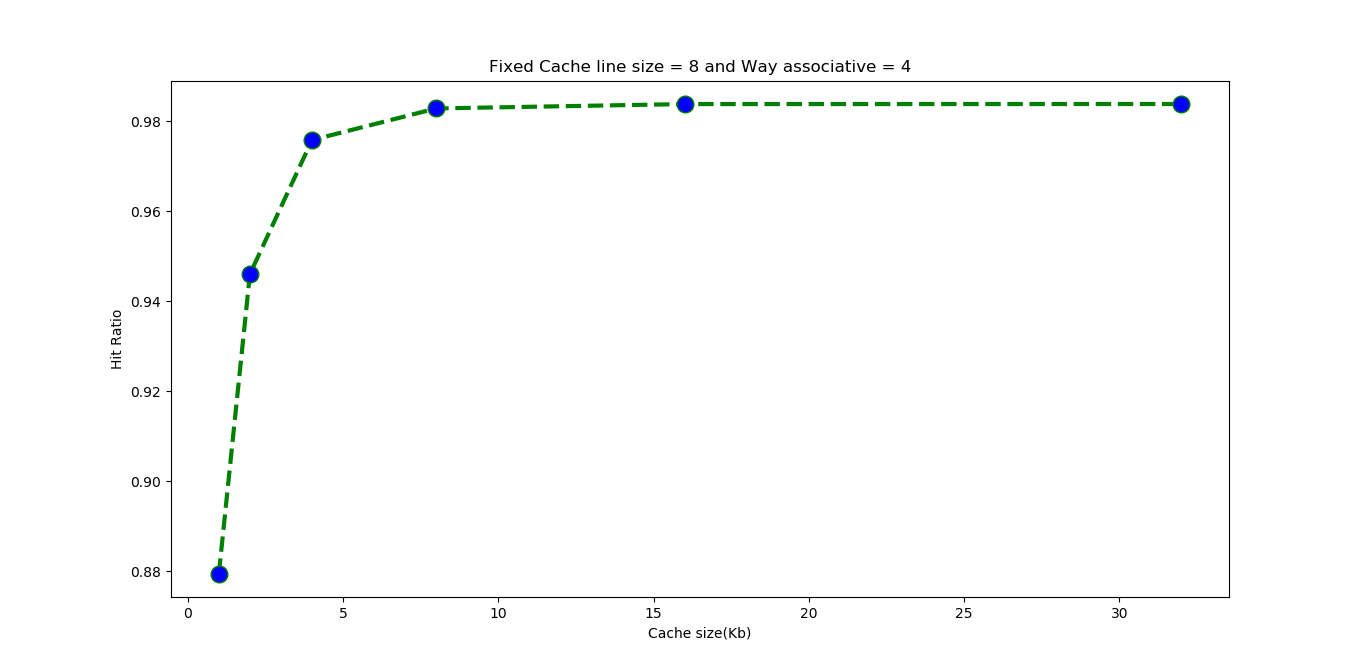 Fixed Cache line size = 8 and Way associative = 4
0.98
0.96
0.94
0.92
0.90
0.88
Hit Ratio
0 5 10 15 20 25 30
Cache size(Kb)